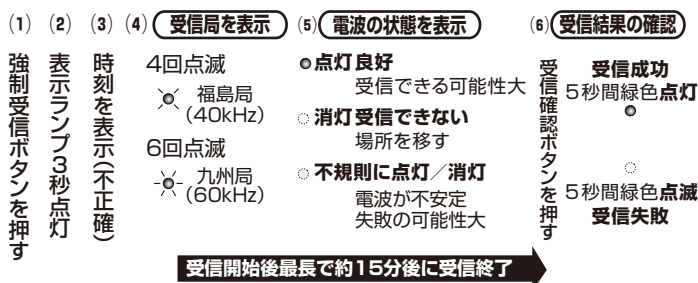 (1) 強制受信ボタンを押す
(2) 表示ランプ3秒点灯
(3) 時刻を表示(不正確)
(4) 受信局を表示
4回点滅
福島局
(40kHz)
6回点滅
九州局
(60kHz)
(5) 電波の状態を表示
点灯 良好
受信できる可能性大
消灯 受信できない
場所を移す
不規則に点灯/消灯
電波が不安定
失敗の可能性大
(6) 受信結果の確認
受信確認ボタンを押す
受信成功
5秒間緑色点灯
5秒間緑色点滅
受信失敗
受信開始後最長で約15分後に受信終了